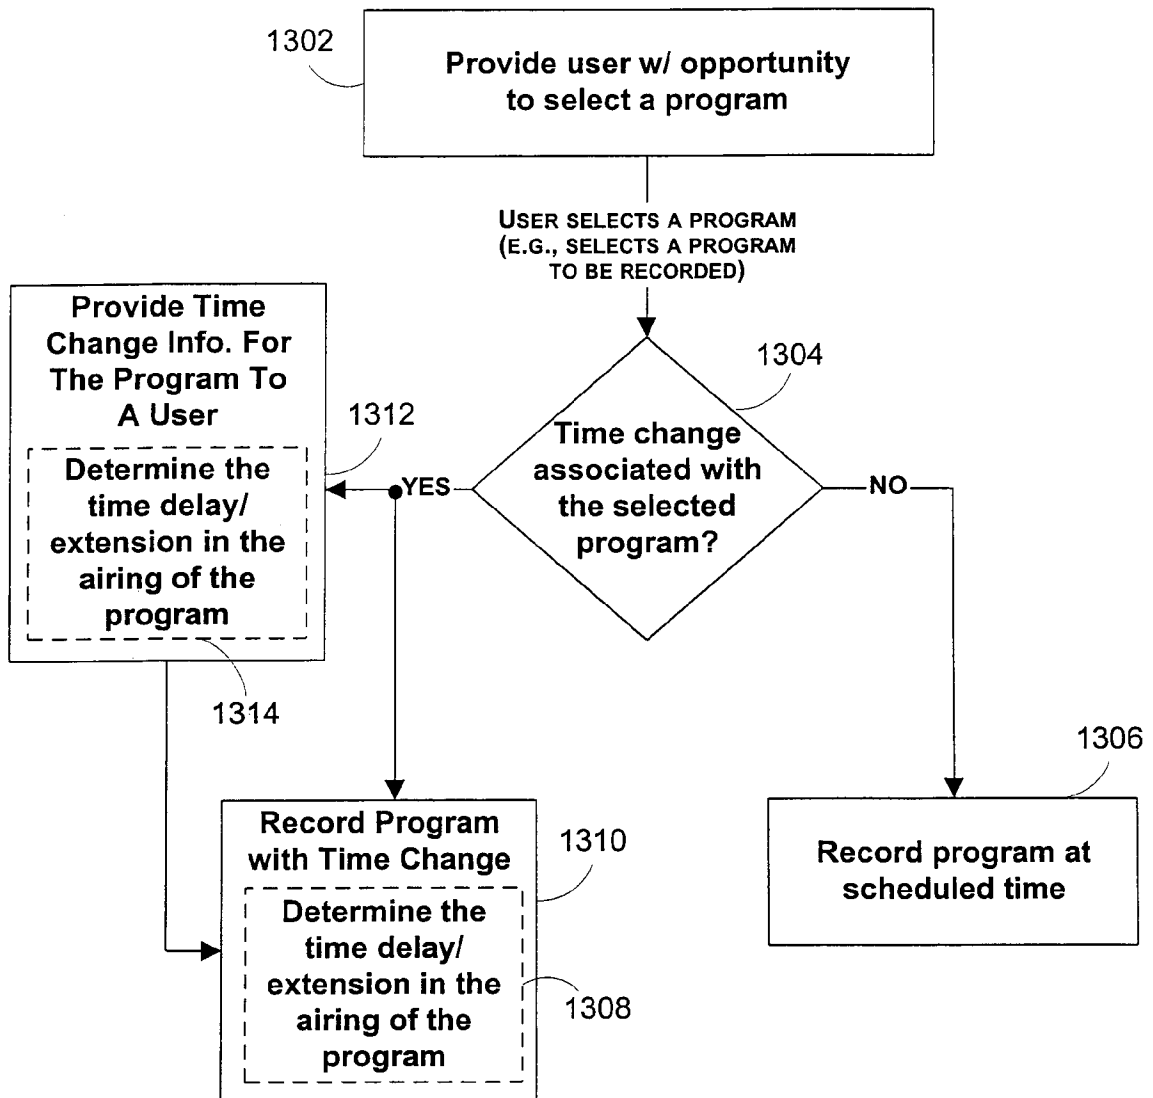 1302
Provide user w/ opportunity
to select a program
USER SELECTS A PROGRAM
(E.G., SELECTS A PROGRAM
TO BE RECORDED)
Provide Time
Change Info. For
The Program To
A User
1312
Determine the
time delay/
extension in the
airing of the
program
1314
1304
Time change
associated with
the selected
program?
YES
NO
1306
Record program at
scheduled time
Record Program
with Time Change
1310
Determine the
time delay/
extension in the
airing of the
program
1308